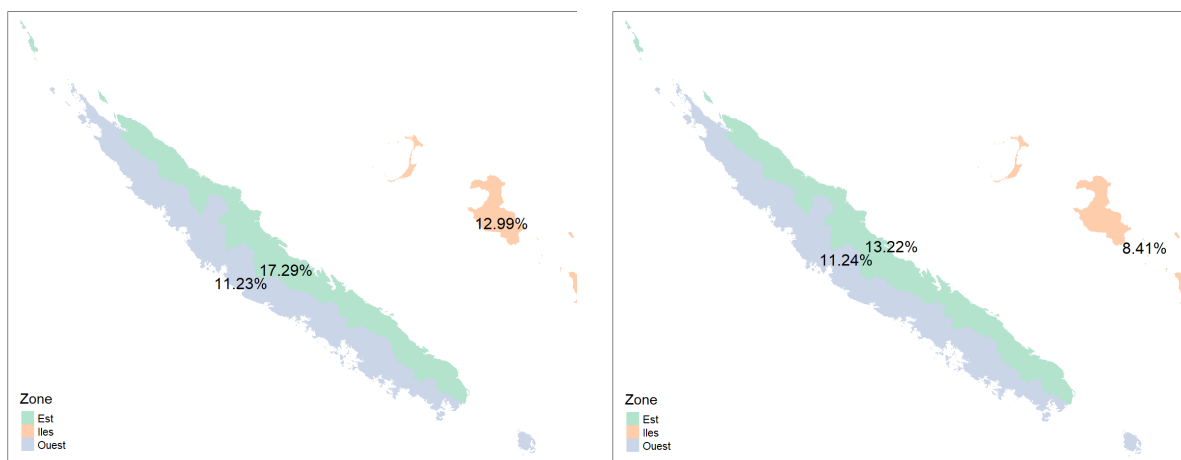 12.99%
17.29%
11.23%
Zone
Est
Iles
Ouest
13.22%
8.41%
11.24%
Zone
Est
Iles
Ouest